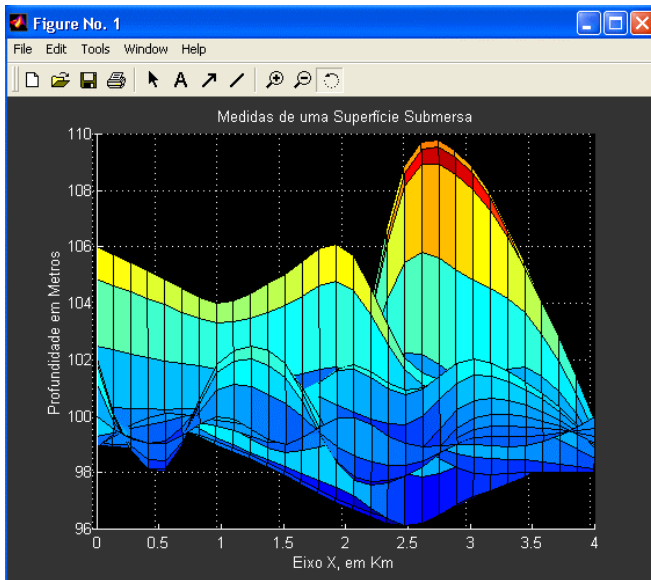 Figure No. 1
File Edit Tools Window Help
A
Medidas de uma Superfície Submersa
110
108
106
104
102
100
98
96
Profundidade em Metros
0 0.5 1 1.5 2 2.5 3 3.5 4
Eixo X, em Km